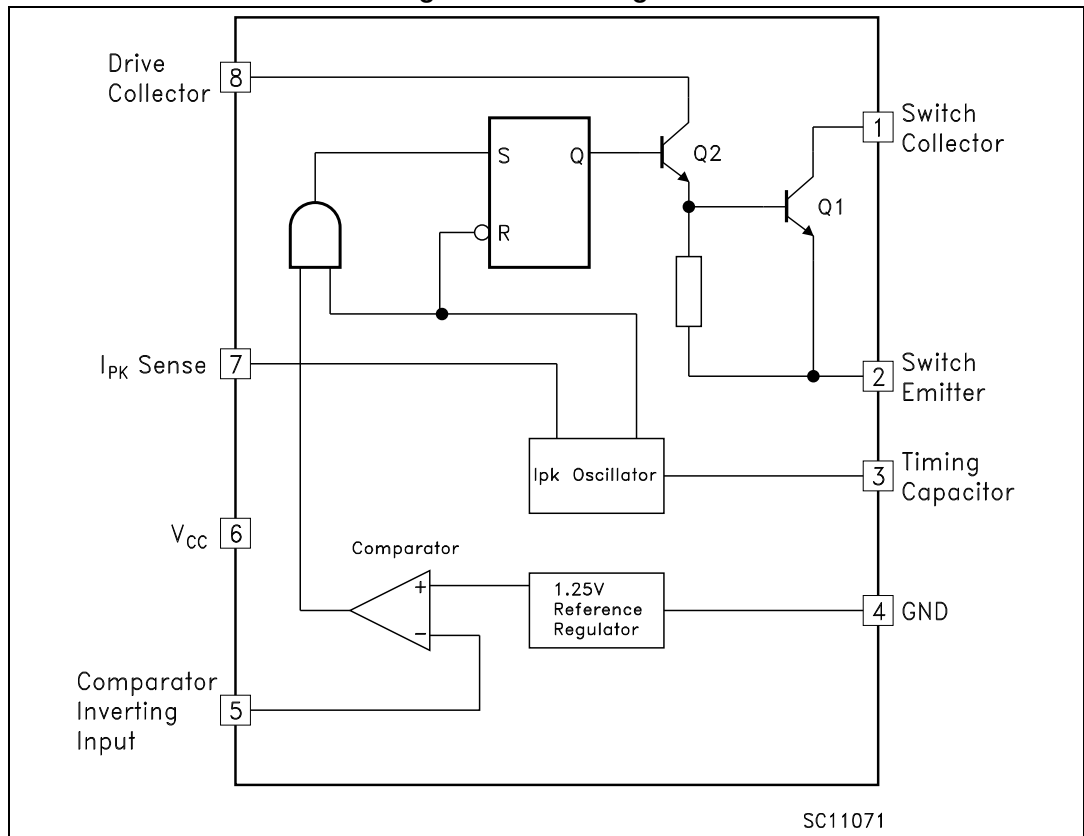 Drive
Collector
8
1
Switch
Collector
S
Q
Q2
Q1
R
IPK Sense
7
2
Switch
Emitter
Ipk Oscillator
3
Timing
Capacitor
VCC
6
Comparator
+
−
1.25V
Reference
Regulator
4
GND
Comparator
Inverting
Input
5
SC11071